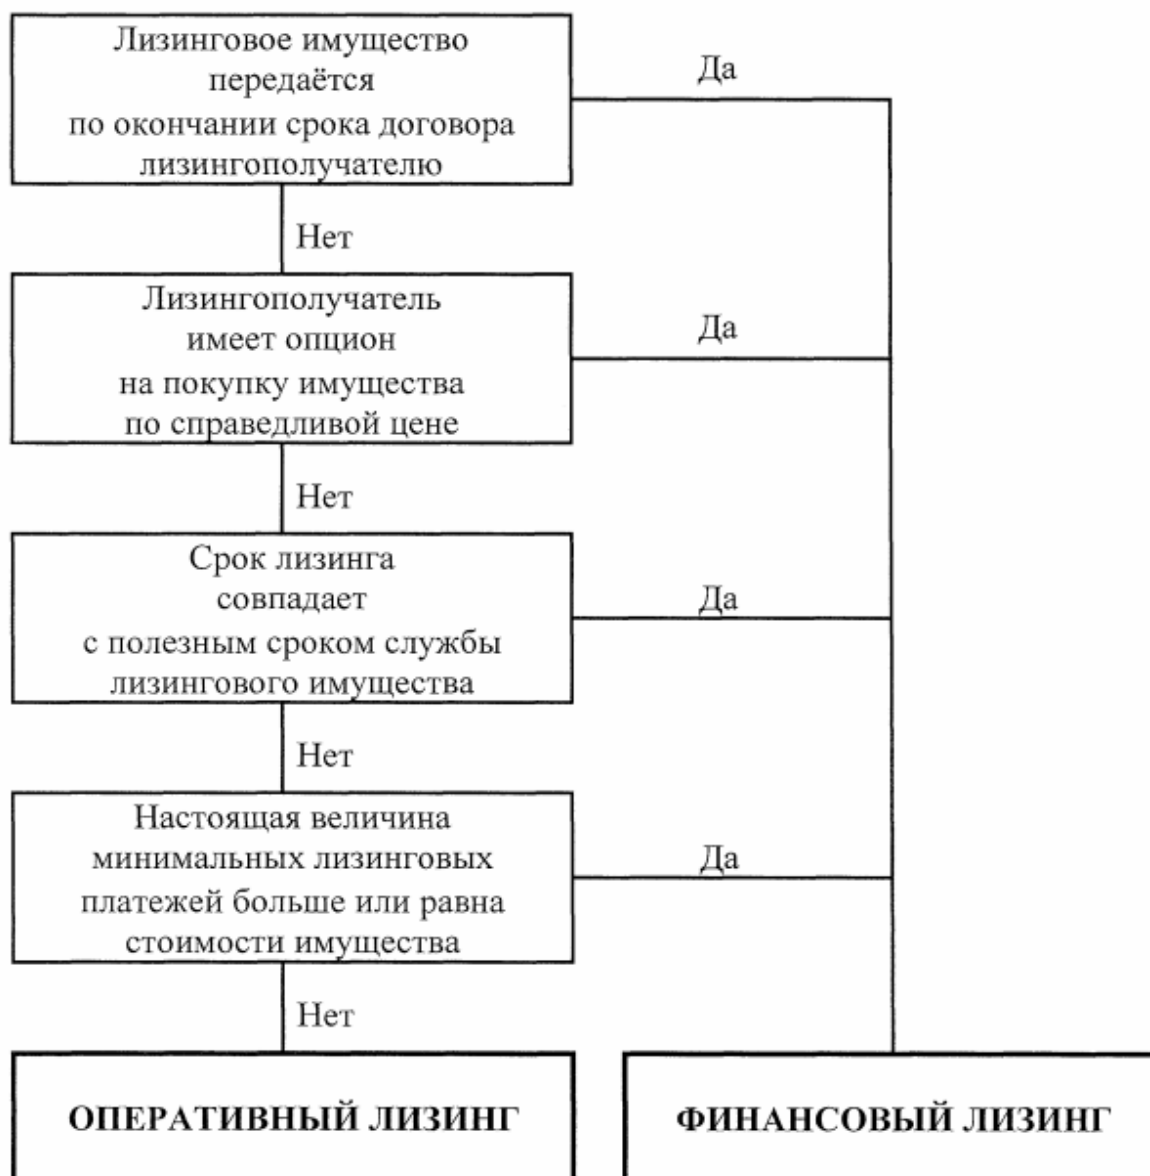 Лизинговое имущество
передаётся
по окончании срока договора
лизингополучателю
Да
Нет
Лизингополучатель
имеет опцион
на покупку имущества
по справедливой цене
Да
Нет
Срок лизинга
совпадает
с полезным сроком службы
лизингового имущества
Да
Нет
Настоящая величина
минимальных лизинговых
платежей больше или равна
стоимости имущества
Да
Нет
ОПЕРАТИВНЫЙ ЛИЗИНГ
ФИНАНСОВЫЙ ЛИЗИНГ